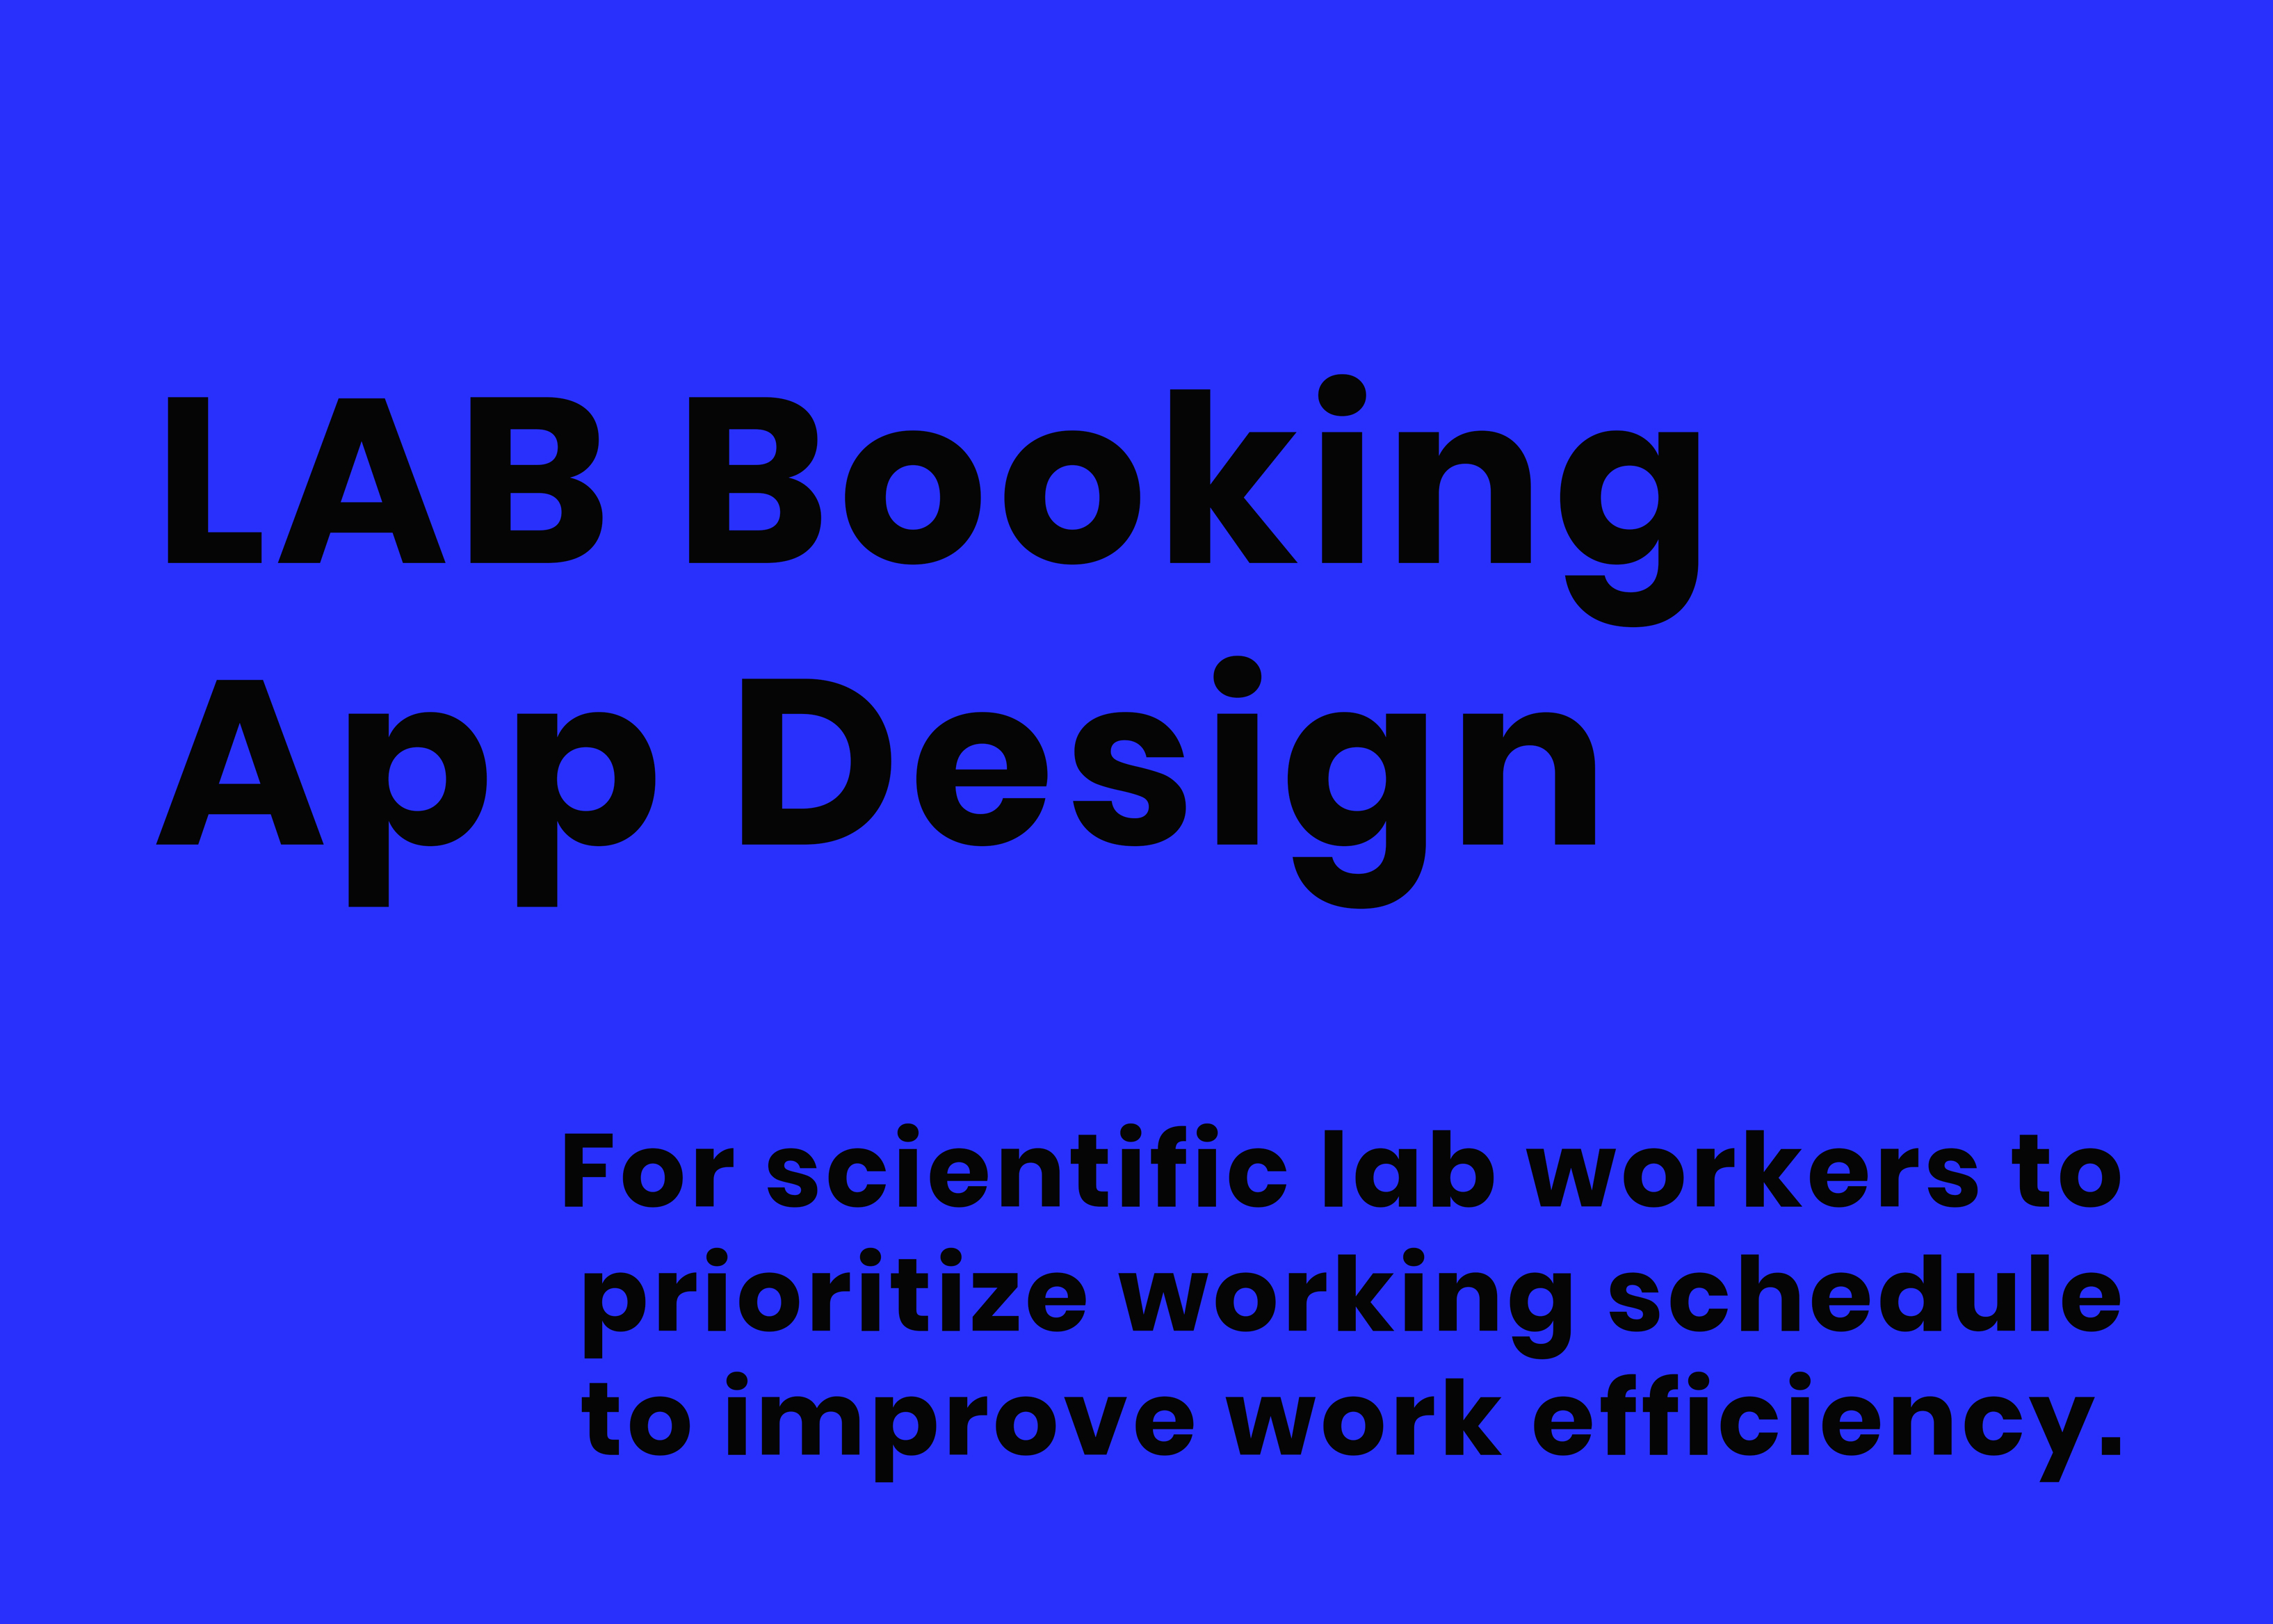 LAB Booking
App Design
For scientific lab workers to
prioritize working schedule
to improve work efficiency.